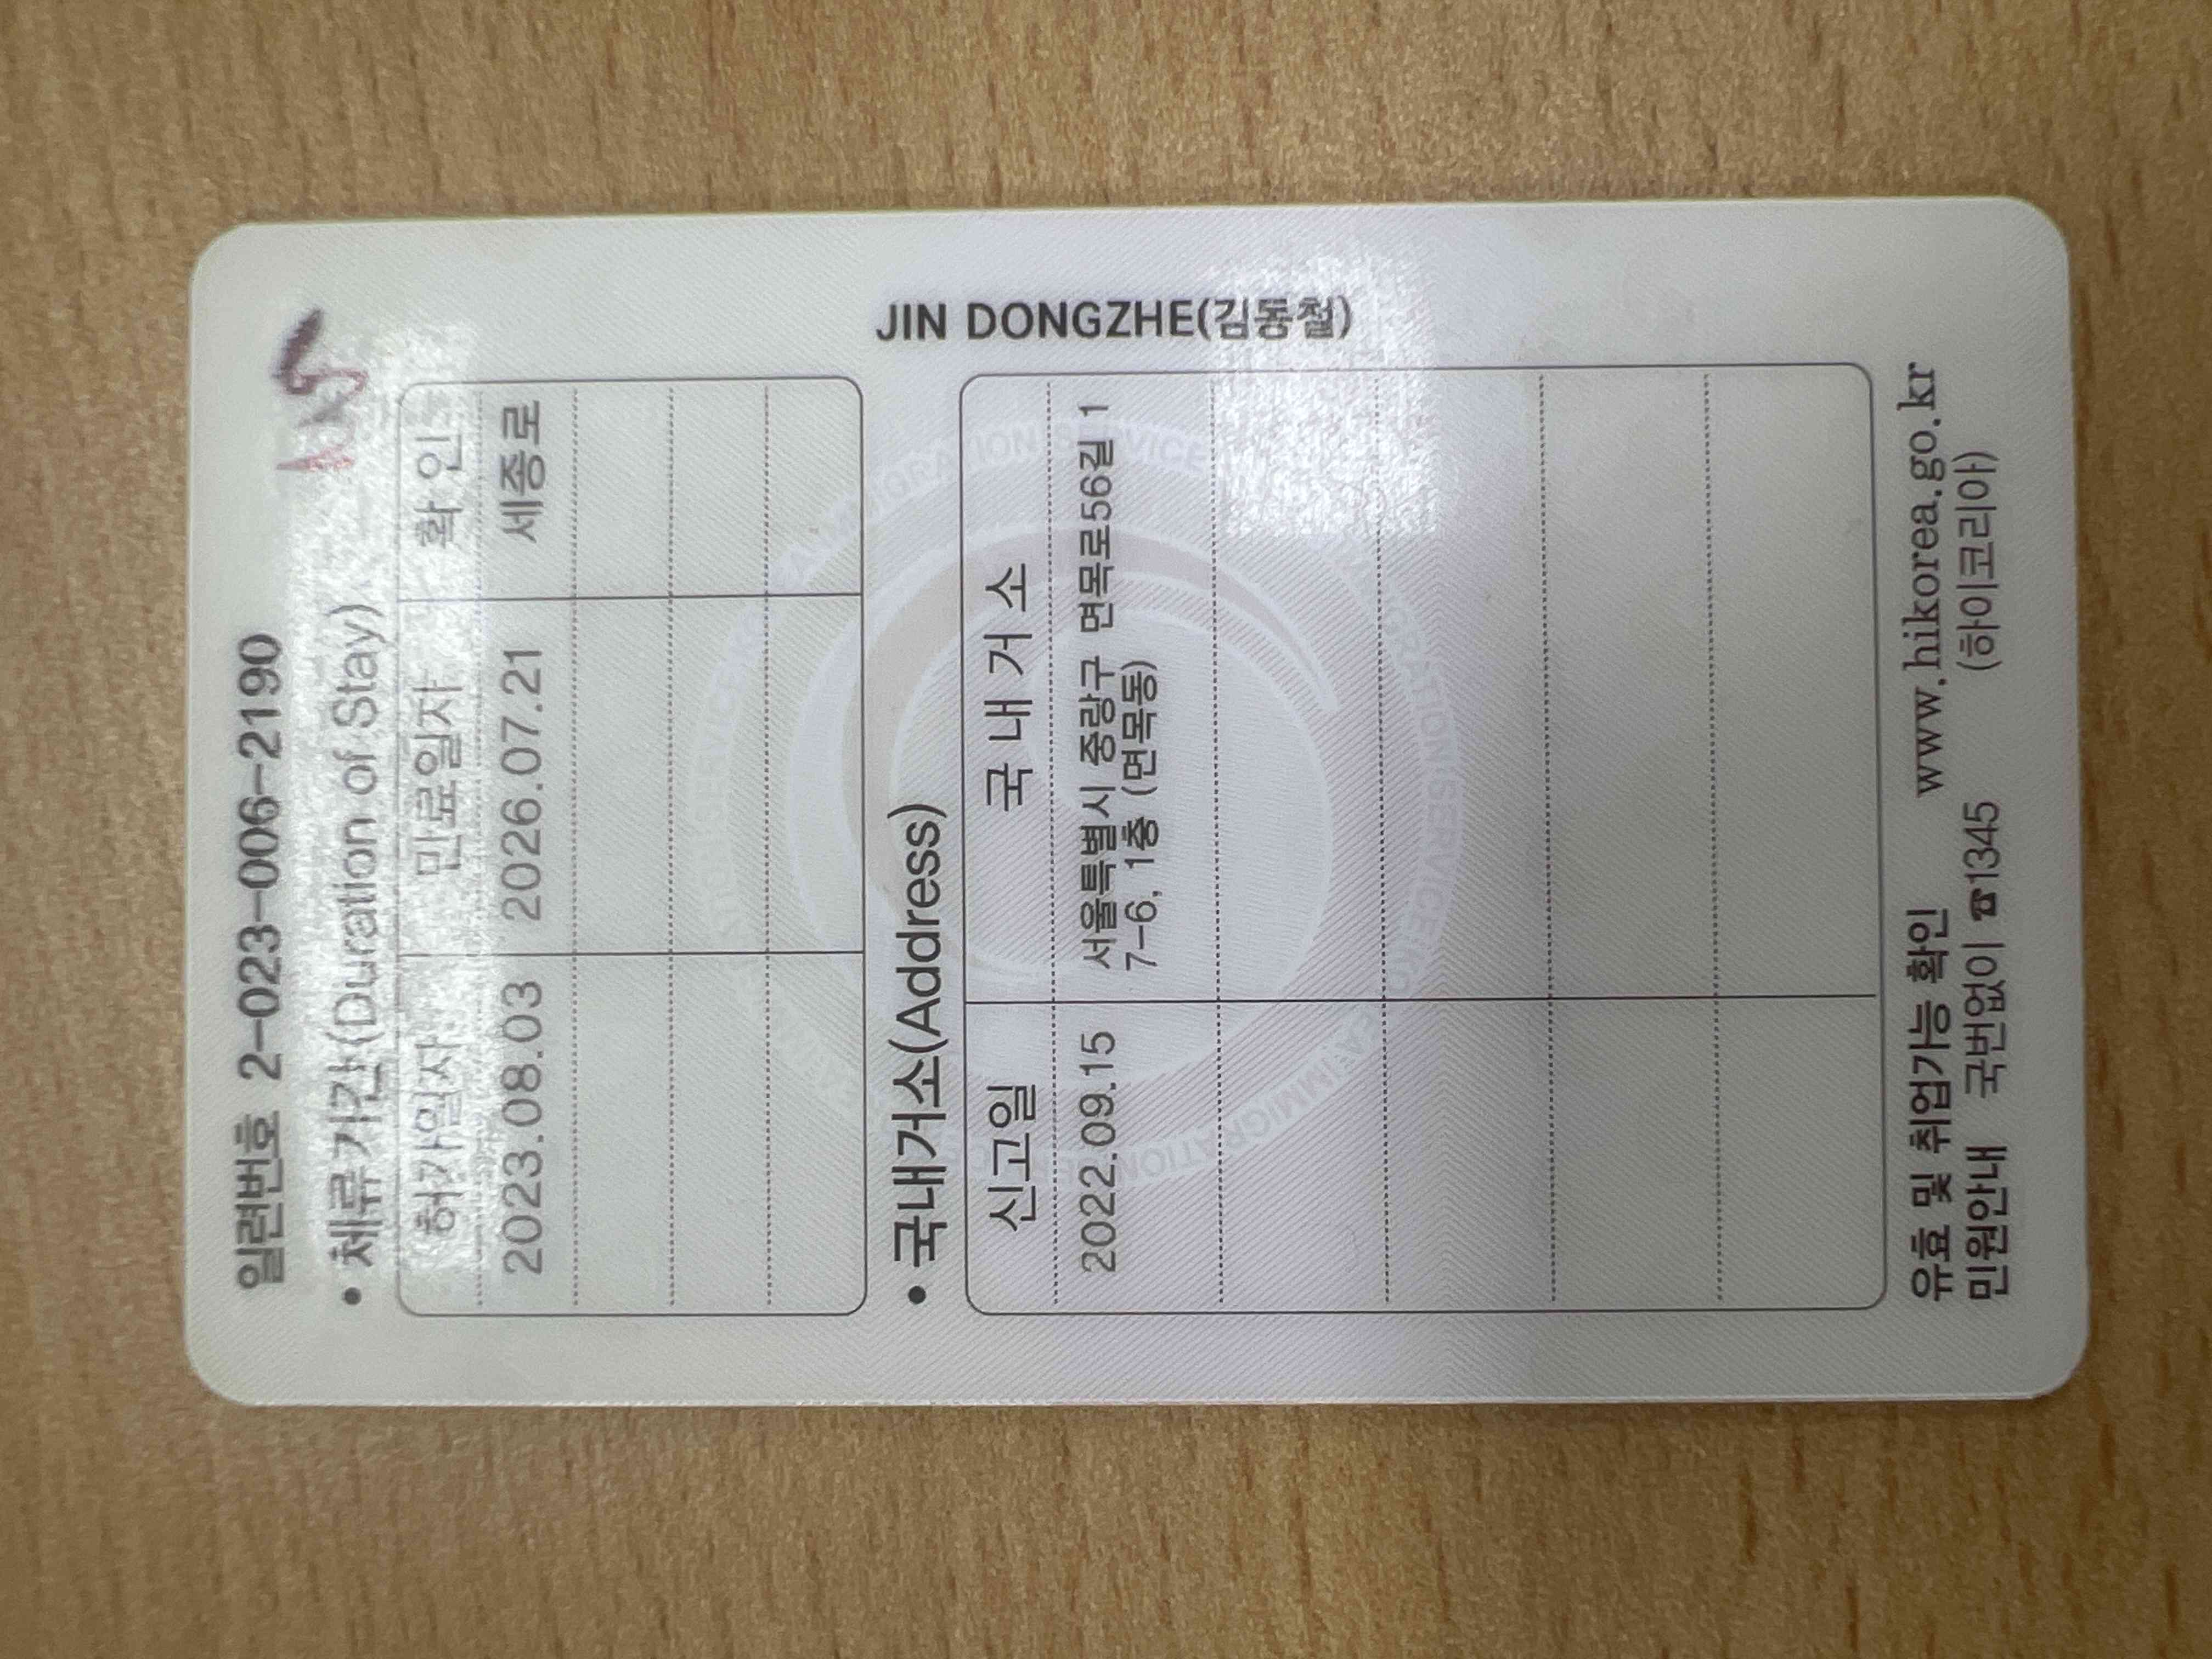 일련번호 2-023-006-2190
• 체류기간(Duration of Stay)
허가일자 만료일자 확 인
2023.08.03 2026.07.21 세종로
JIN DONGZHE(김동철)
• 국내거소(Address)
신고일 국 내 거 소
2022.09.15 서울특별시 중랑구 면목로56길 1
7-6, 1층 (면목동)
유효 및 취업가능 확인 www.hikorea.go.kr
민원안내 국번없이 ☎1345 (하이코리아)